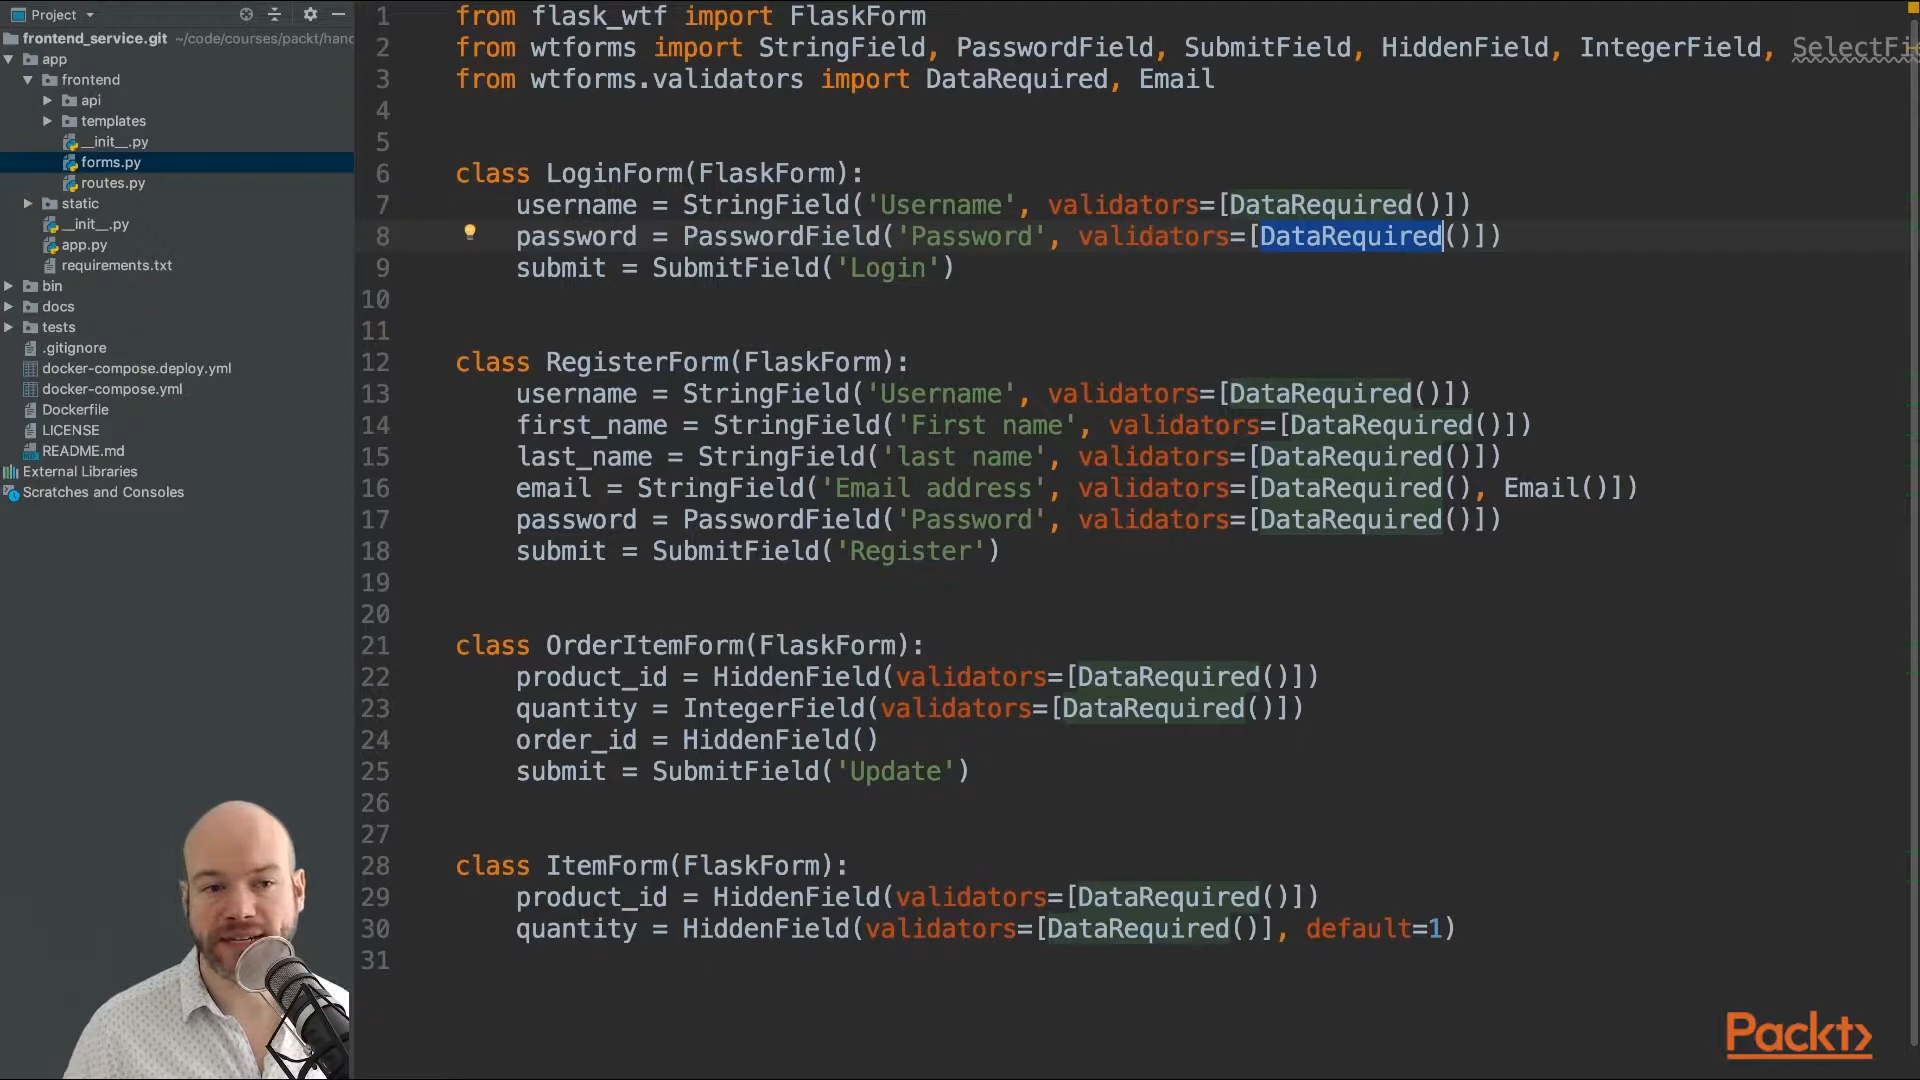 Project
frontend_service.git ~/code/courses/packt/hand
app
frontend
api
templates
__init__.py
forms.py
routes.py
static
__init__.py
app.py
requirements.txt
bin
docs
tests
.gitignore
docker-compose.deploy.yml
docker-compose.yml
Dockerfile
LICENSE
README.md
External Libraries
Scratches and Consoles
1 from flask_wtf import FlaskForm
2 from wtforms import StringField, PasswordField, SubmitField, HiddenField, IntegerField, SelectFi
3 from wtforms.validators import DataRequired, Email
4
5
6 class LoginForm(FlaskForm):
7 username = StringField('Username', validators=[DataRequired()])
8 password = PasswordField('Password', validators=[DataRequired()])
9 submit = SubmitField('Login')
10
11
12 class RegisterForm(FlaskForm):
13 username = StringField('Username', validators=[DataRequired()])
14 first_name = StringField('First name', validators=[DataRequired()])
15 last_name = StringField('last name', validators=[DataRequired()])
16 email = StringField('Email address', validators=[DataRequired(), Email()])
17 password = PasswordField('Password', validators=[DataRequired()])
18 submit = SubmitField('Register')
19
20
21 class OrderItemForm(FlaskForm):
22 product_id = HiddenField(validators=[DataRequired()])
23 quantity = IntegerField(validators=[DataRequired()])
24 order_id = HiddenField()
25 submit = SubmitField('Update')
26
27
28 class ItemForm(FlaskForm):
29 product_id = HiddenField(validators=[DataRequired()])
30 quantity = HiddenField(validators=[DataRequired()], default=1)
31
Packt>